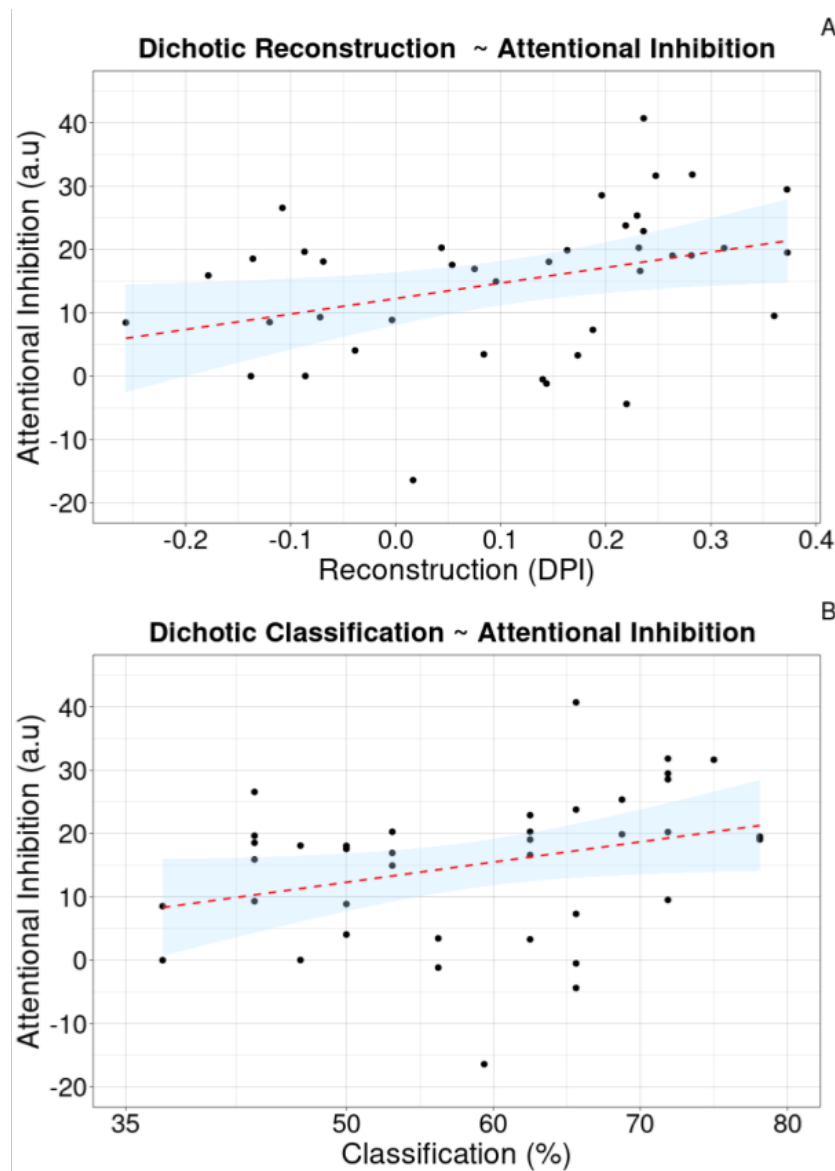 A
Dichotic Reconstruction ~ Attentional Inhibition
Attentional Inhibition (a.u)
40
30
20
10
0
-10
-20
-0.2 -0.1 0.0 0.1 0.2 0.3 0.4
Reconstruction (DPI)
B
Dichotic Classification ~ Attentional Inhibition
Attentional Inhibition (a.u)
40
30
20
10
0
-10
-20
35 50 60 70 80
Classification (%)